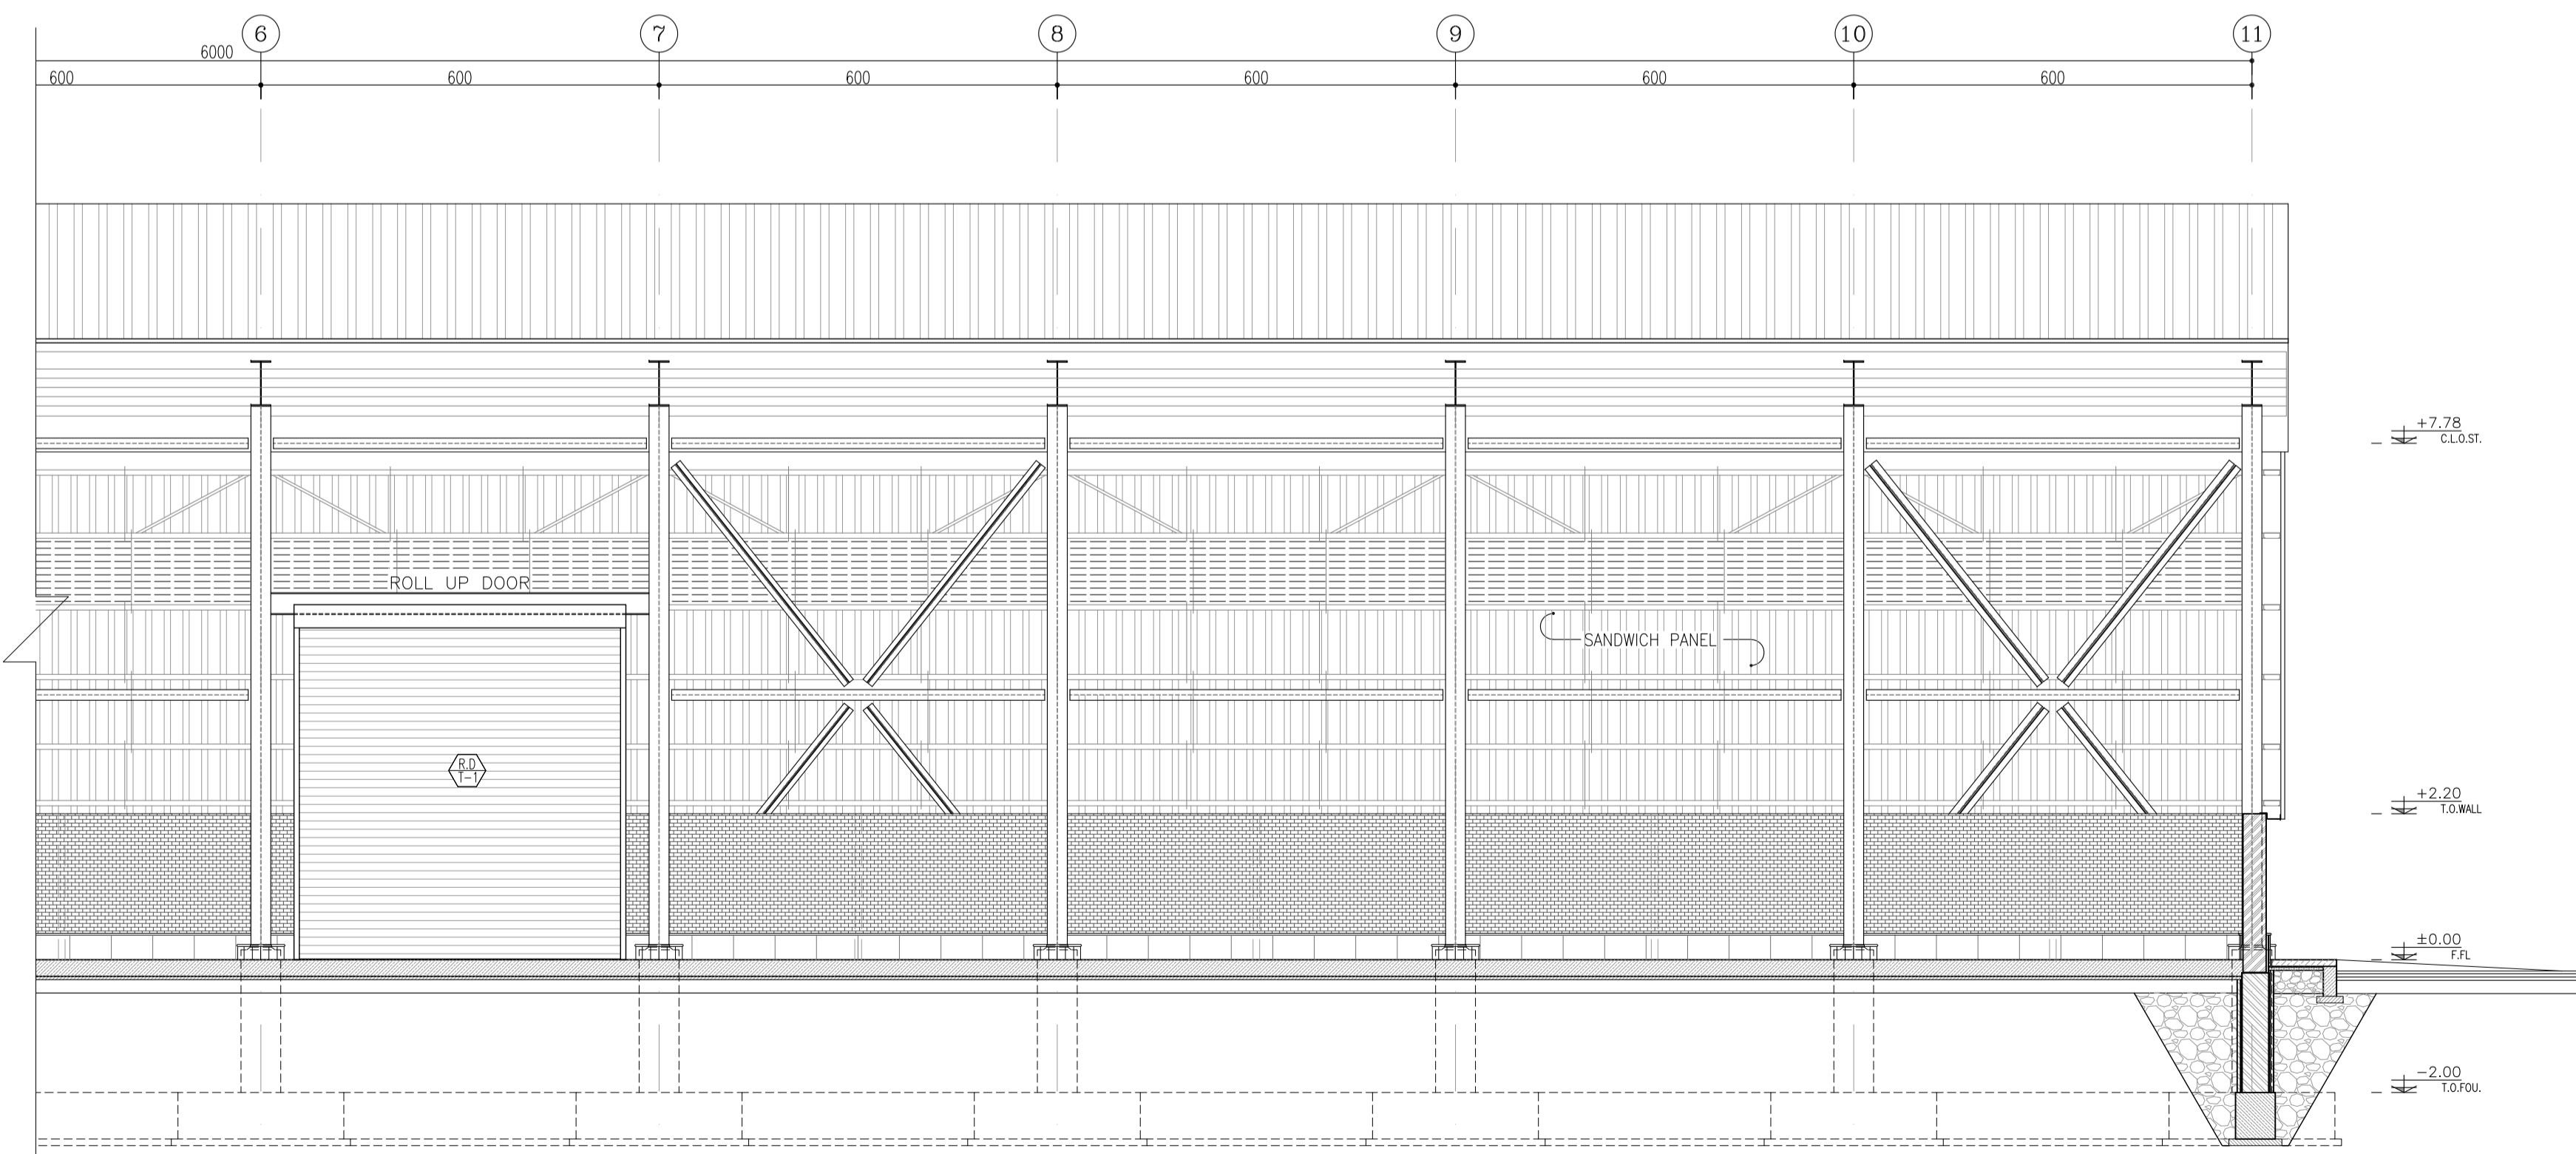 6 7 8 9 10 11
6000
600 600 600 600 600 600
+7.78
C.L.O.ST.
ROLL UP DOOR
SANDWICH PANEL
R.D
T-1
+2.20
T.O.WALL
±0.00
F.FL
-2.00
T.O.FOU.